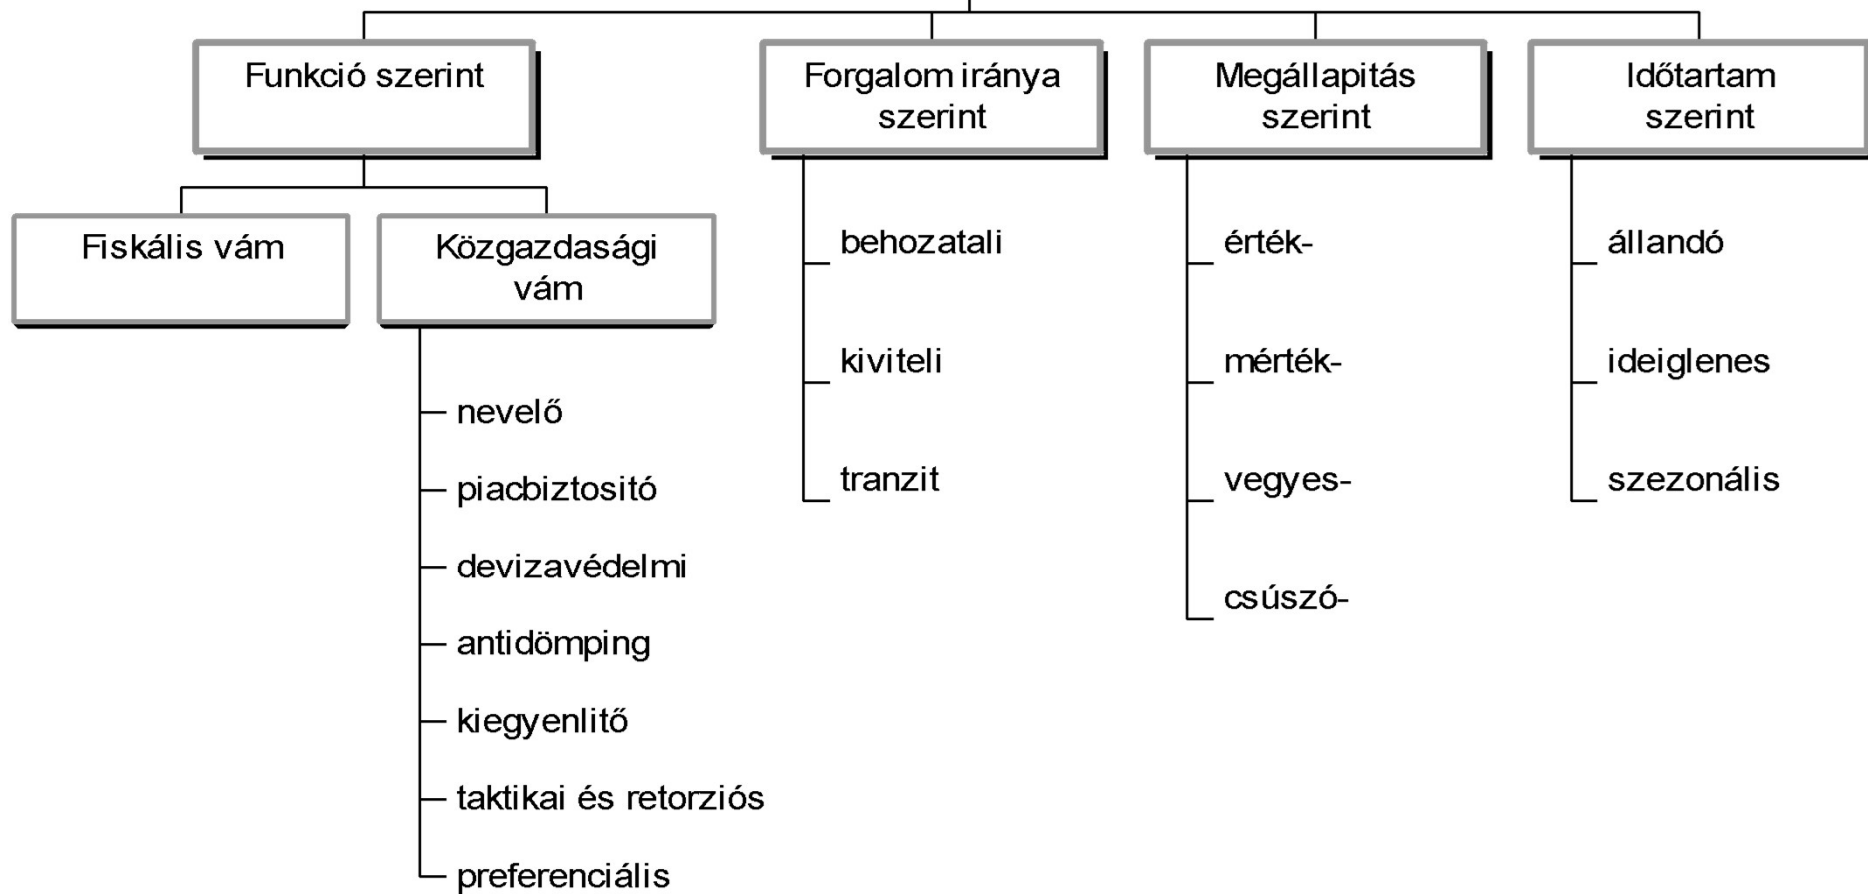 Funkció szerint
Forgalom iránya
szerint
Megállapitás
szerint
Időtartam
szerint
Fiskális vám
Közgazdasági
vám
nevelő
piacbiztositó
devizavédelmi
antidömping
kiegyenlitő
taktikai és retorziós
preferenciális
behozatali
kiviteli
tranzit
érték-
mérték-
vegyes-
csúszó-
állandó
ideiglenes
szezonális